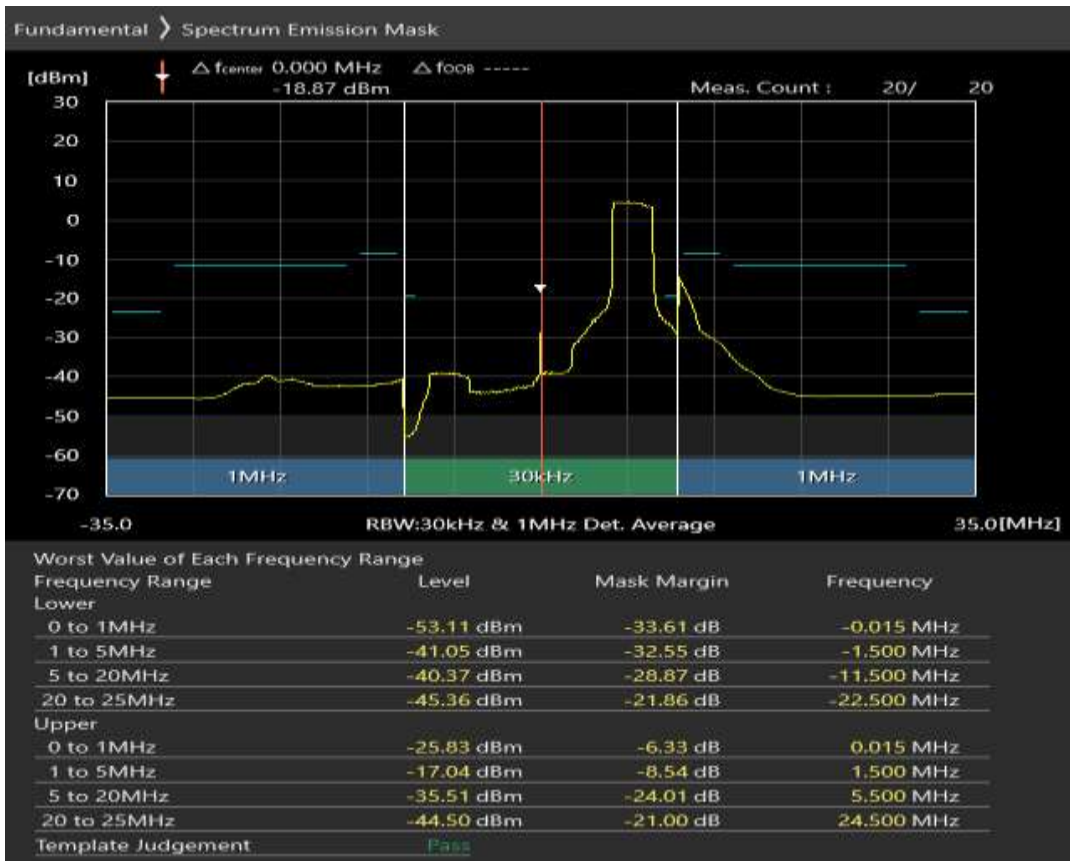 Fundamental ❯ Spectrum Emission Mask
[dBm] Δ fcenter 0.000 MHz Δ fOOB -----
-18.87 dBm Meas. Count : 20/ 20
30
20
10
0
-10
-20
-30
-40
-50
-60
1MHz 30kHz 1MHz
-70
-35.0 RBW:30kHz & 1MHz Det. Average 35.0[MHz]
Worst Value of Each Frequency Range
Frequency Range Level Mask Margin Frequency
Lower
0 to 1MHz -53.11 dBm -33.61 dB -0.015 MHz
1 to 5MHz -41.05 dBm -32.55 dB -1.500 MHz
5 to 20MHz -40.37 dBm -28.87 dB -11.500 MHz
20 to 25MHz -45.36 dBm -21.86 dB -22.500 MHz
Upper
0 to 1MHz -25.83 dBm -6.33 dB 0.015 MHz
1 to 5MHz -17.04 dBm -8.54 dB 1.500 MHz
5 to 20MHz -35.51 dBm -24.01 dB 5.500 MHz
20 to 25MHz -44.50 dBm -21.00 dB 24.500 MHz
Template Judgement Pass